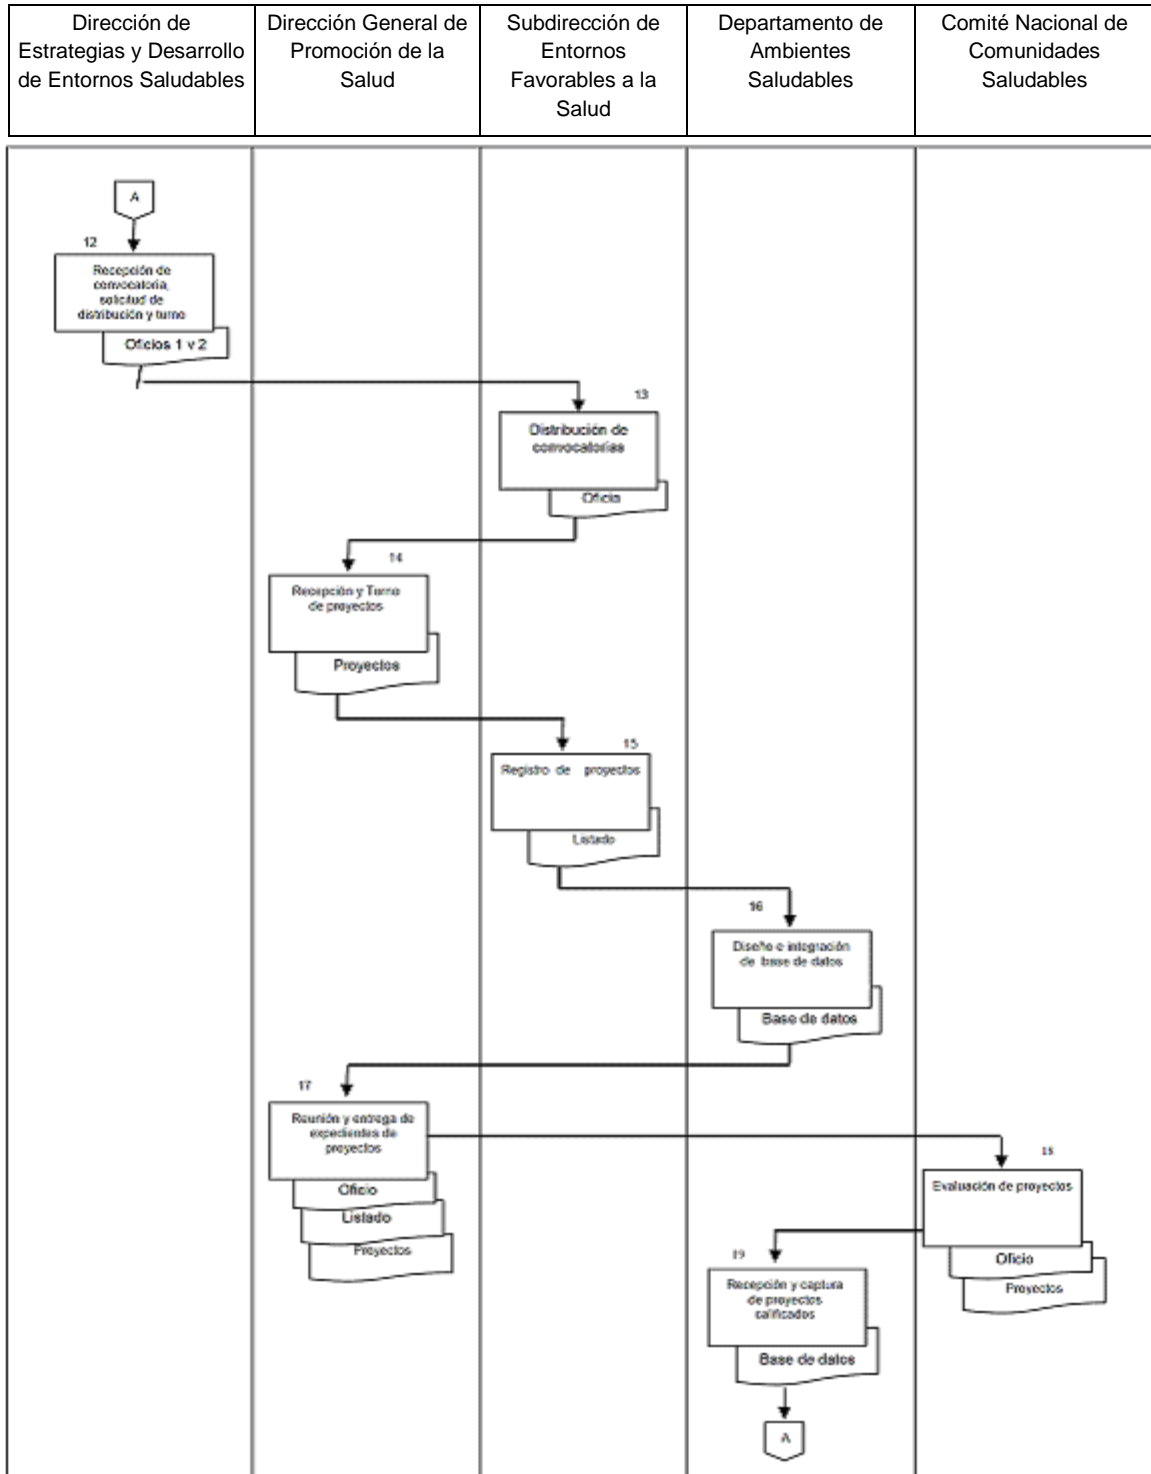 Dirección de
Estrategias y Desarrollo
de Entornos Saludables
Dirección General de
Promoción de la
Salud
Subdirección de
Entornos
Favorables a la
Salud
Departamento de
Ambientes
Saludables
Comité Nacional de
Comunidades
Saludables
A
12
Recepción de
convocatoria,
solicitud de
distribución y turno
Oficios 1 y 2
13
Distribución de
convocatorias
Oficio
14
Recepción y Turno
de proyectos
Proyectos
15
Registro de proyectos
Listado
16
Diseño e integración
de base de datos
Base de datos
17
Reunión y entrega de
expedientes de
proyectos
Oficio
Listado
Proyectos
18
Evaluación de proyectos
Oficio
Proyectos
19
Recepción y captura
de proyectos
calificados
Base de datos
A